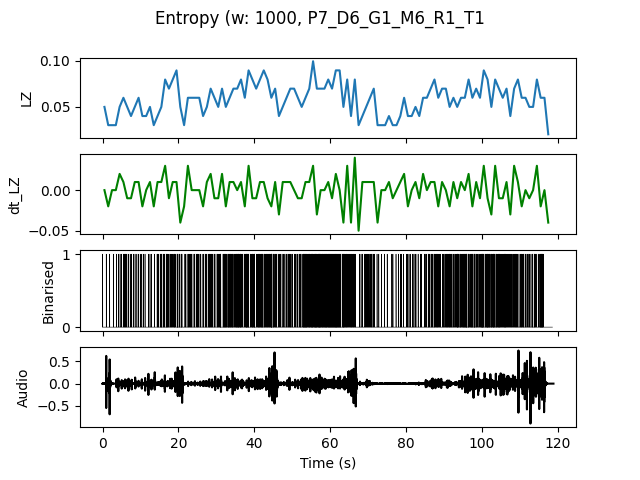 Entropy (w: 1000, P7_D6_G1_M6_R1_T1
0.10
0.05
LZ
0.00
−0.05
dt_LZ
1
0
Binarised
0.5
0.0
−0.5
Audio
0 20 40 60 80 100 120
Time (s)